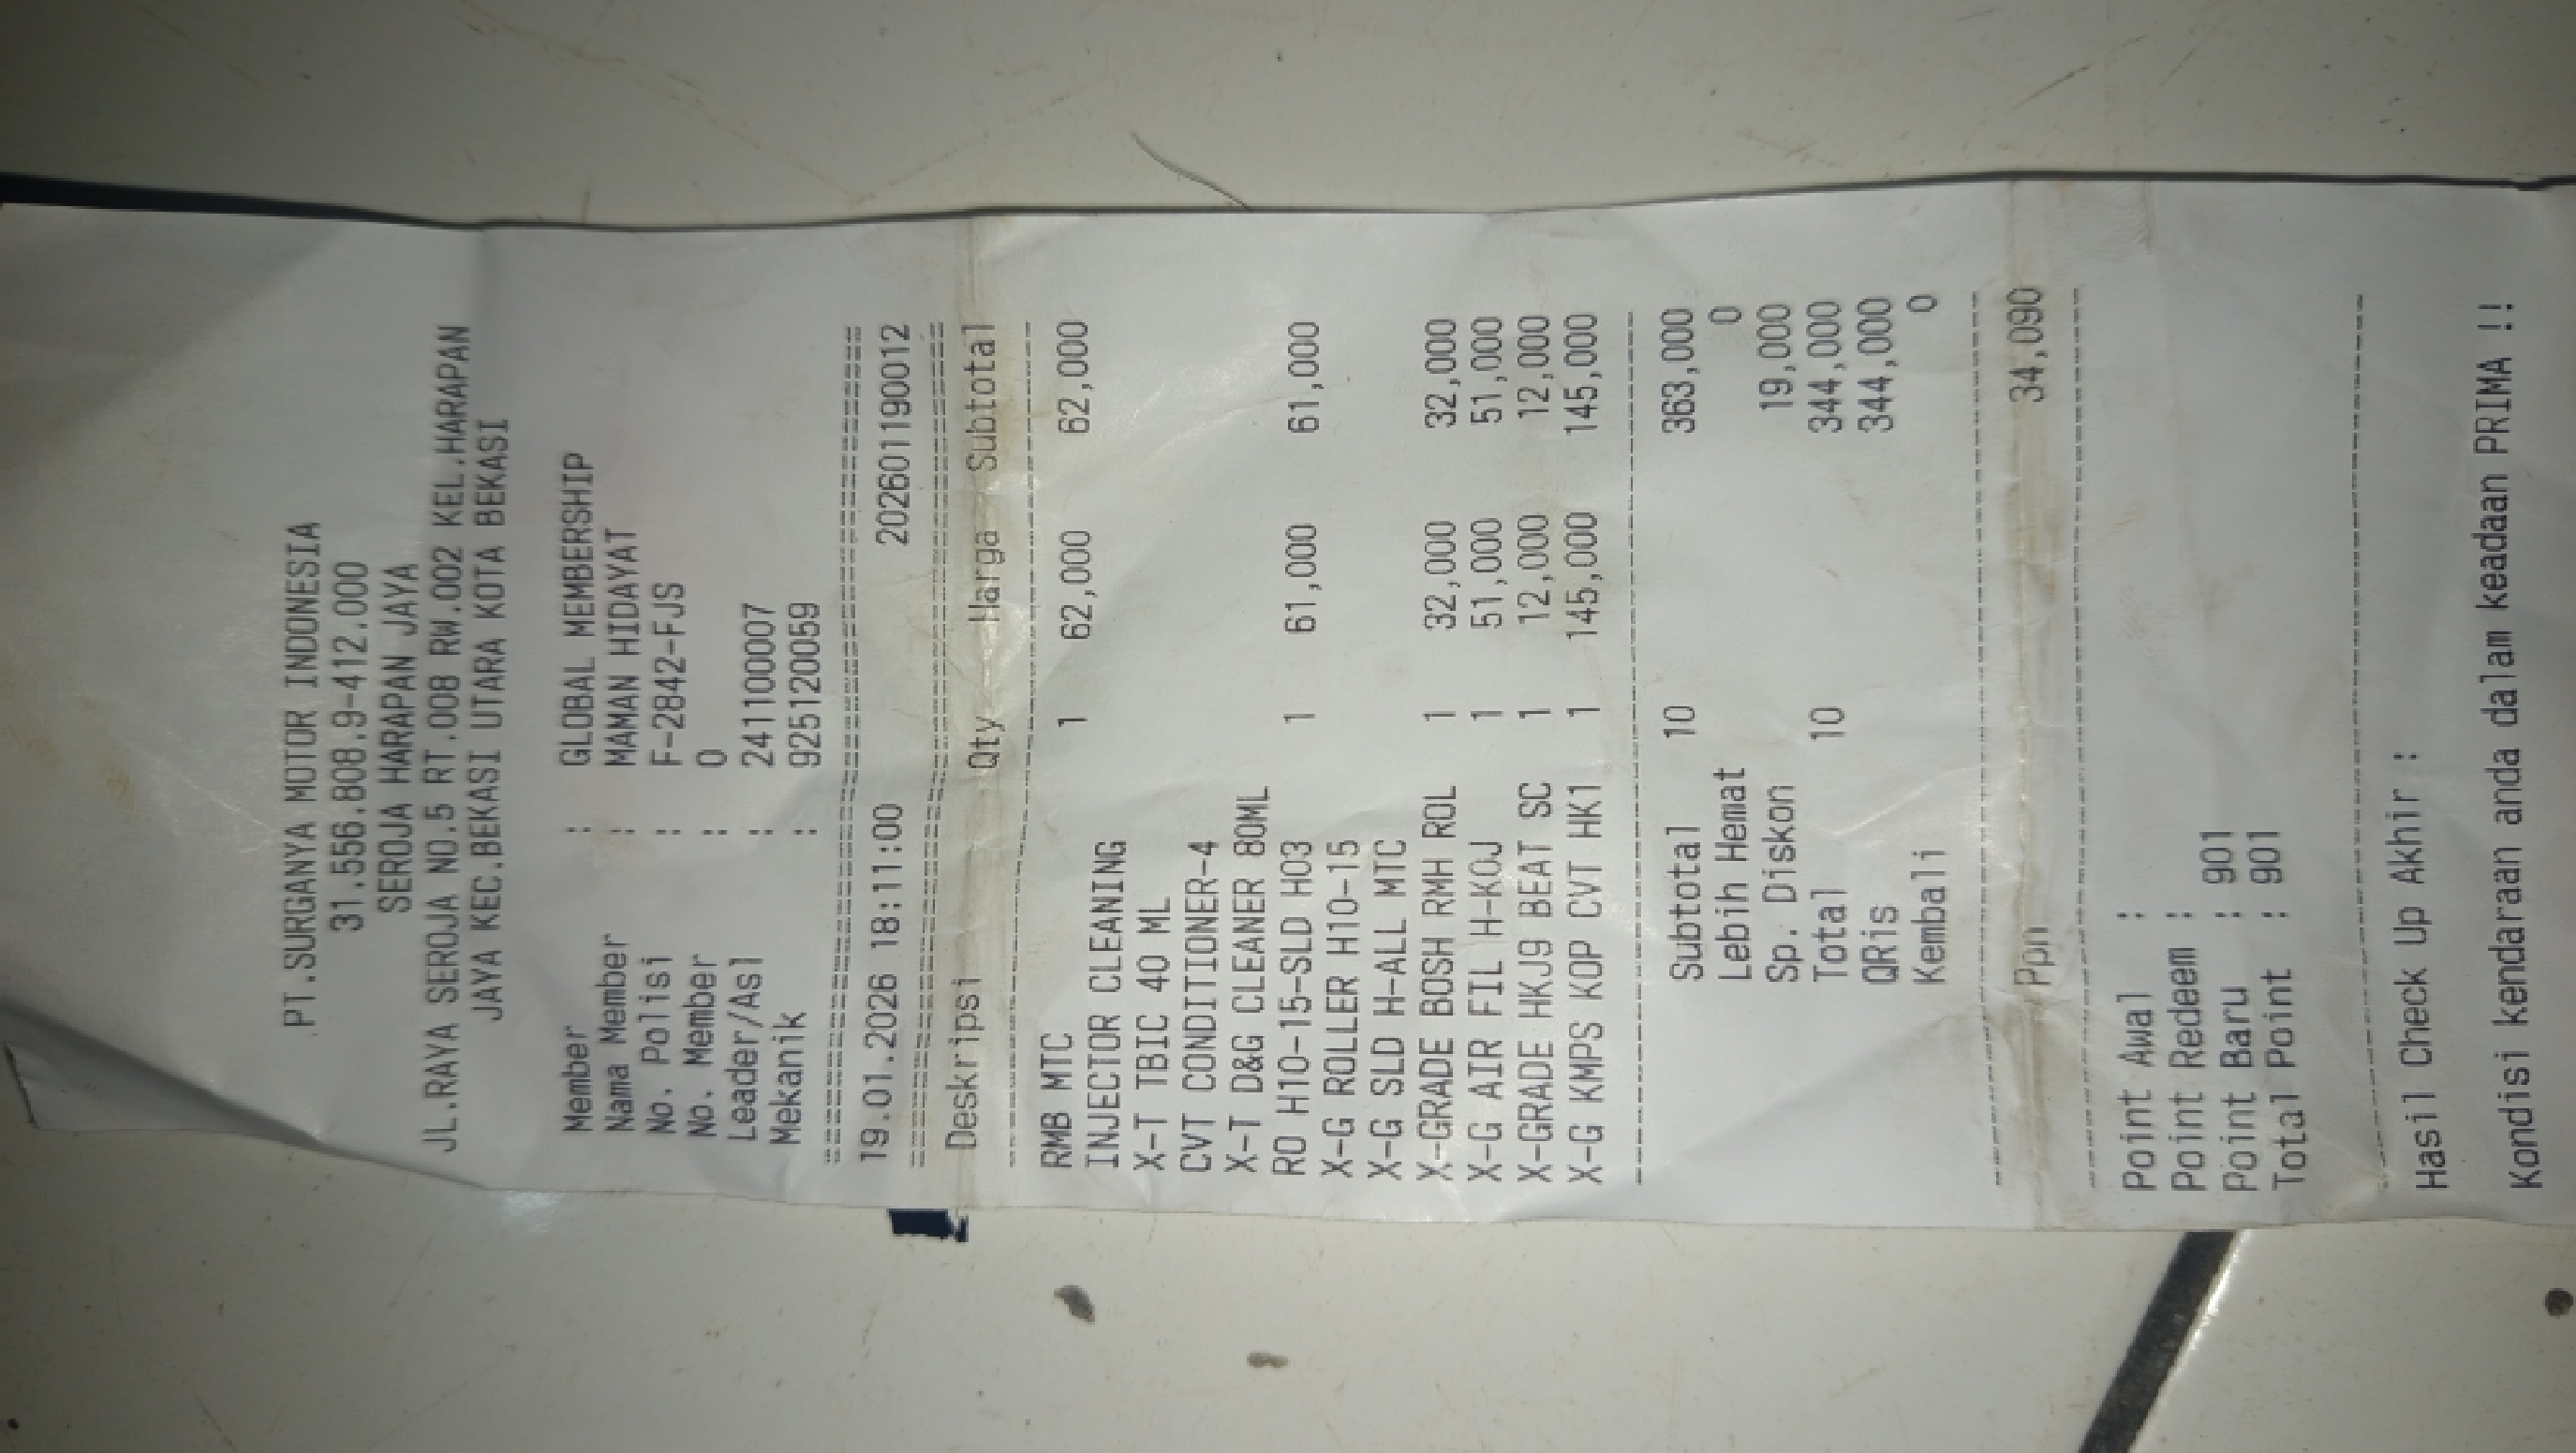 PT.SURGANYA MOTOR INDONESIA
31.556.808.9-412.000
SEROJA HARAPAN JAYA
JL.RAYA SEROJA NO.5 RT.008 RW.002 KEL.HARAPAN
JAYA KEC.BEKASI UTARA KOTA BEKASI
Member : GLOBAL MEMBERSHIP
Nama Member : MAMAN HIDAYAT
No. Polisi : F-2842-FJS
No. Member : 0
Leader/Asl : 241100007
Mekanik : 925120059
19.01.2026 18:11:00 202601190012
Deskripsi Qty Harga Subtotal
RMB MTC 1 62,000 62,000
INJECTOR CLEANING
X-T TBIC 40 ML
CVT CONDITIONER-4
X-T D&G CLEANER 80ML
RO H10-15-SLD H03 1 61,000 61,000
X-G ROLLER H10-15
X-G SLD H-ALL MTC
X-GRADE BOSH RMH ROL 1 32,000 32,000
X-G AIR FIL H-K0J 1 51,000 51,000
X-GRADE HKJ9 BEAT SC 1 12,000 12,000
X-G KMPS KOP CVT HK1 1 145,000 145,000
Subtotal 10 363,000
Lebih Hemat 0
Sp. Diskon 19,000
Total 10 344,000
QRis 344,000
Kembali 0
Ppn 34,090
Point Awal :
Point Redeem :
Point Baru : 901
Total Point : 901
Hasil Check Up Akhir :
Kondisi kendaraan anda dalam keadaan PRIMA !!